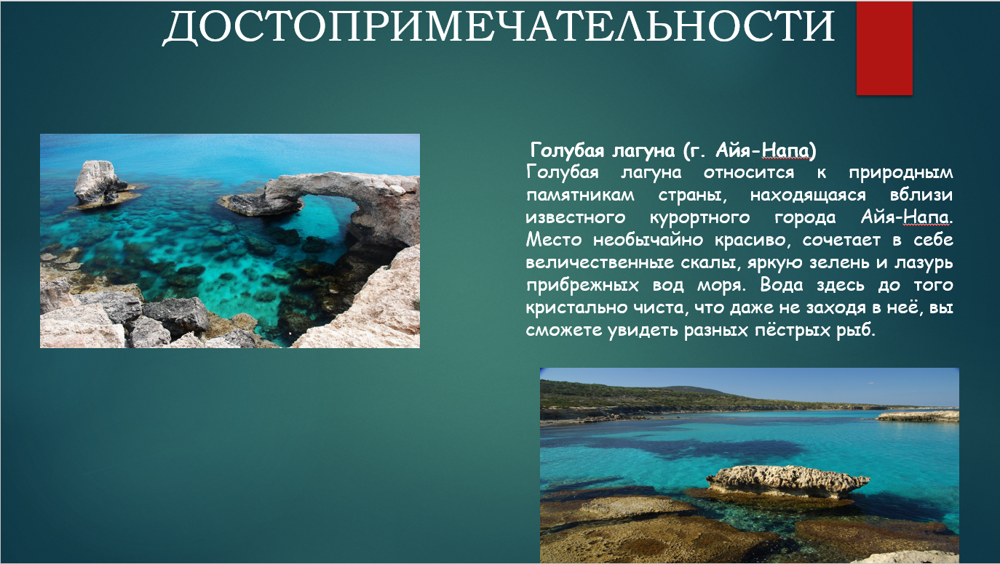 ДОСТОПРИМЕЧАТЕЛЬНОСТИ
Голубая лагуна (г. Айя-Напа)
Голубая лагуна относится к природным
памятникам страны, находящаяся вблизи
известного курортного города Айя-Напа.
Место необычайно красиво, сочетает в себе
величественные скалы, яркую зелень и лазурь
прибрежных вод моря. Вода здесь до того
кристально чиста, что даже не заходя в неё, вы
сможете увидеть разных пёстрых рыб.